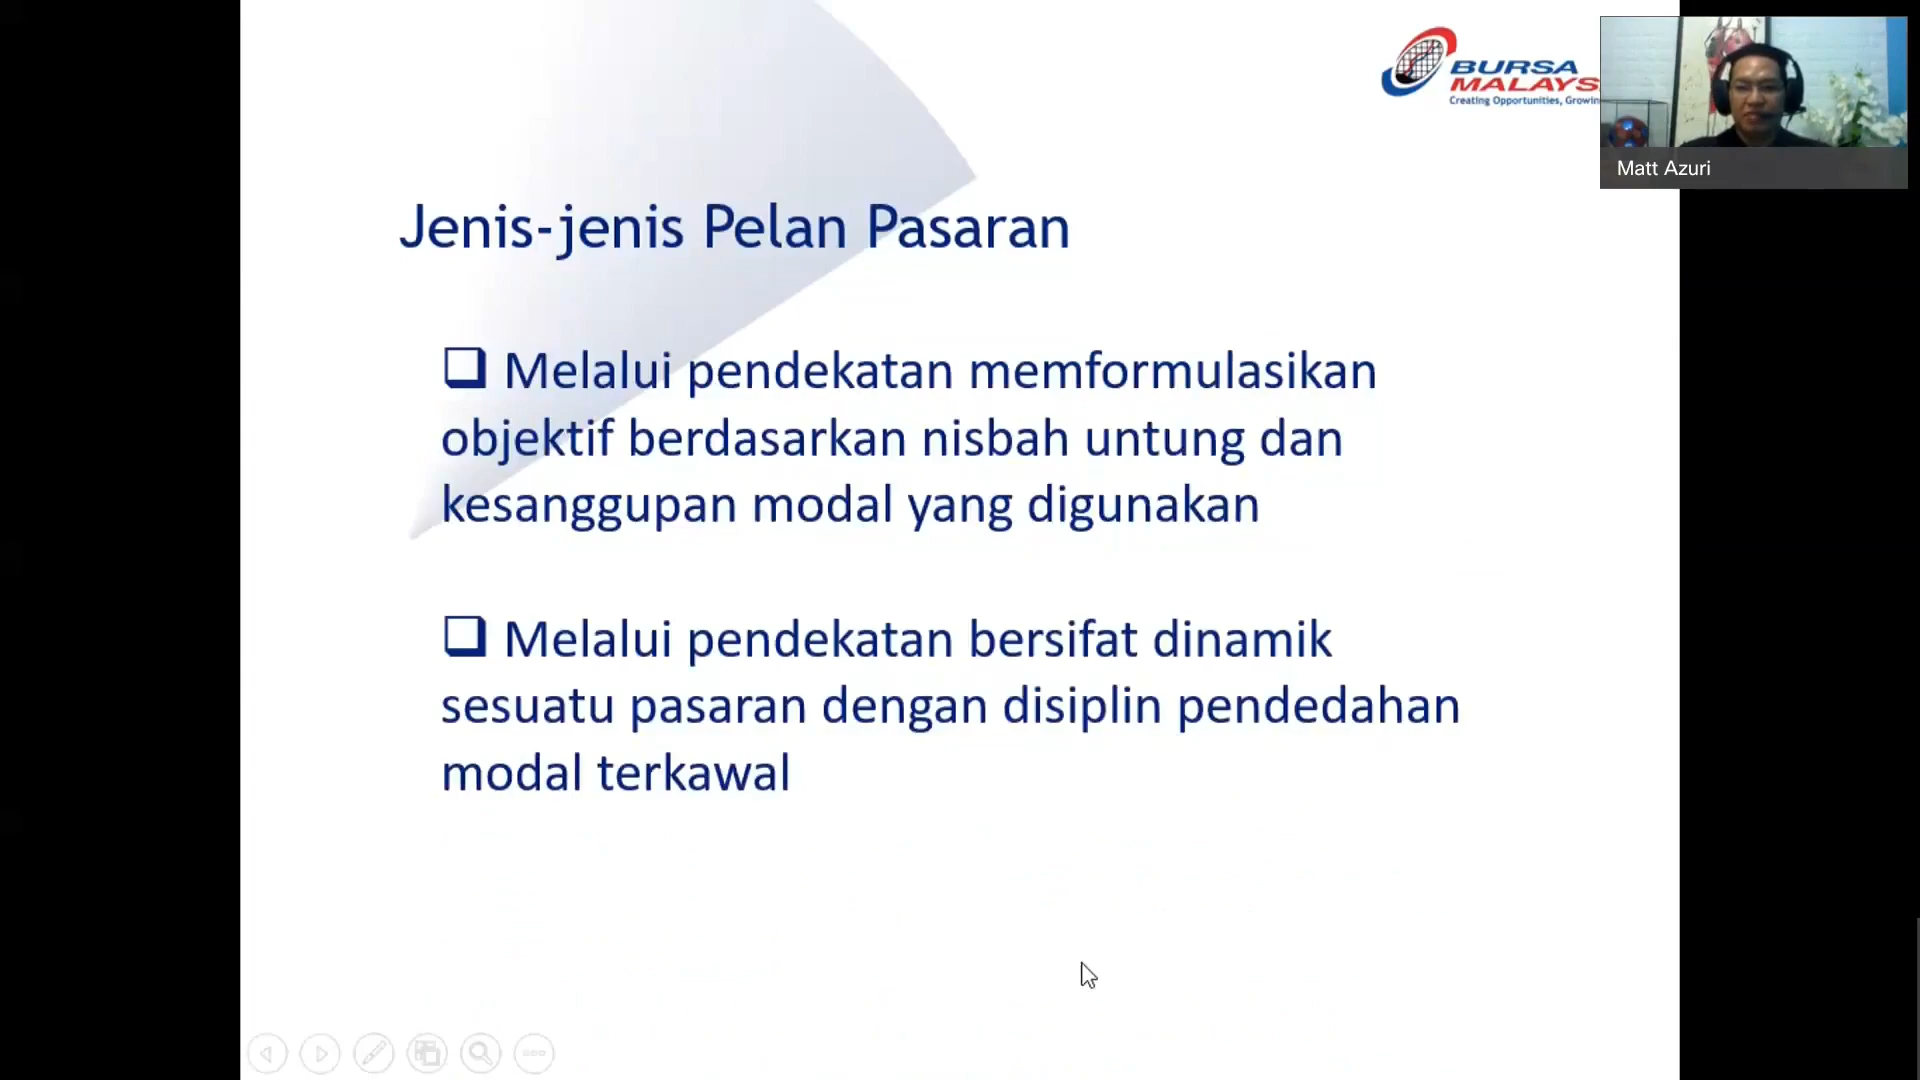 BURSA
MALAYS
Creating Opportunities, Growin
Matt Azuri
Jenis-jenis Pelan Pasaran
Melalui pendekatan memformulasikan
objektif berdasarkan nisbah untung dan
kesanggupan modal yang digunakan
Melalui pendekatan bersifat dinamik
sesuatu pasaran dengan disiplin pendedahan
modal terkawal